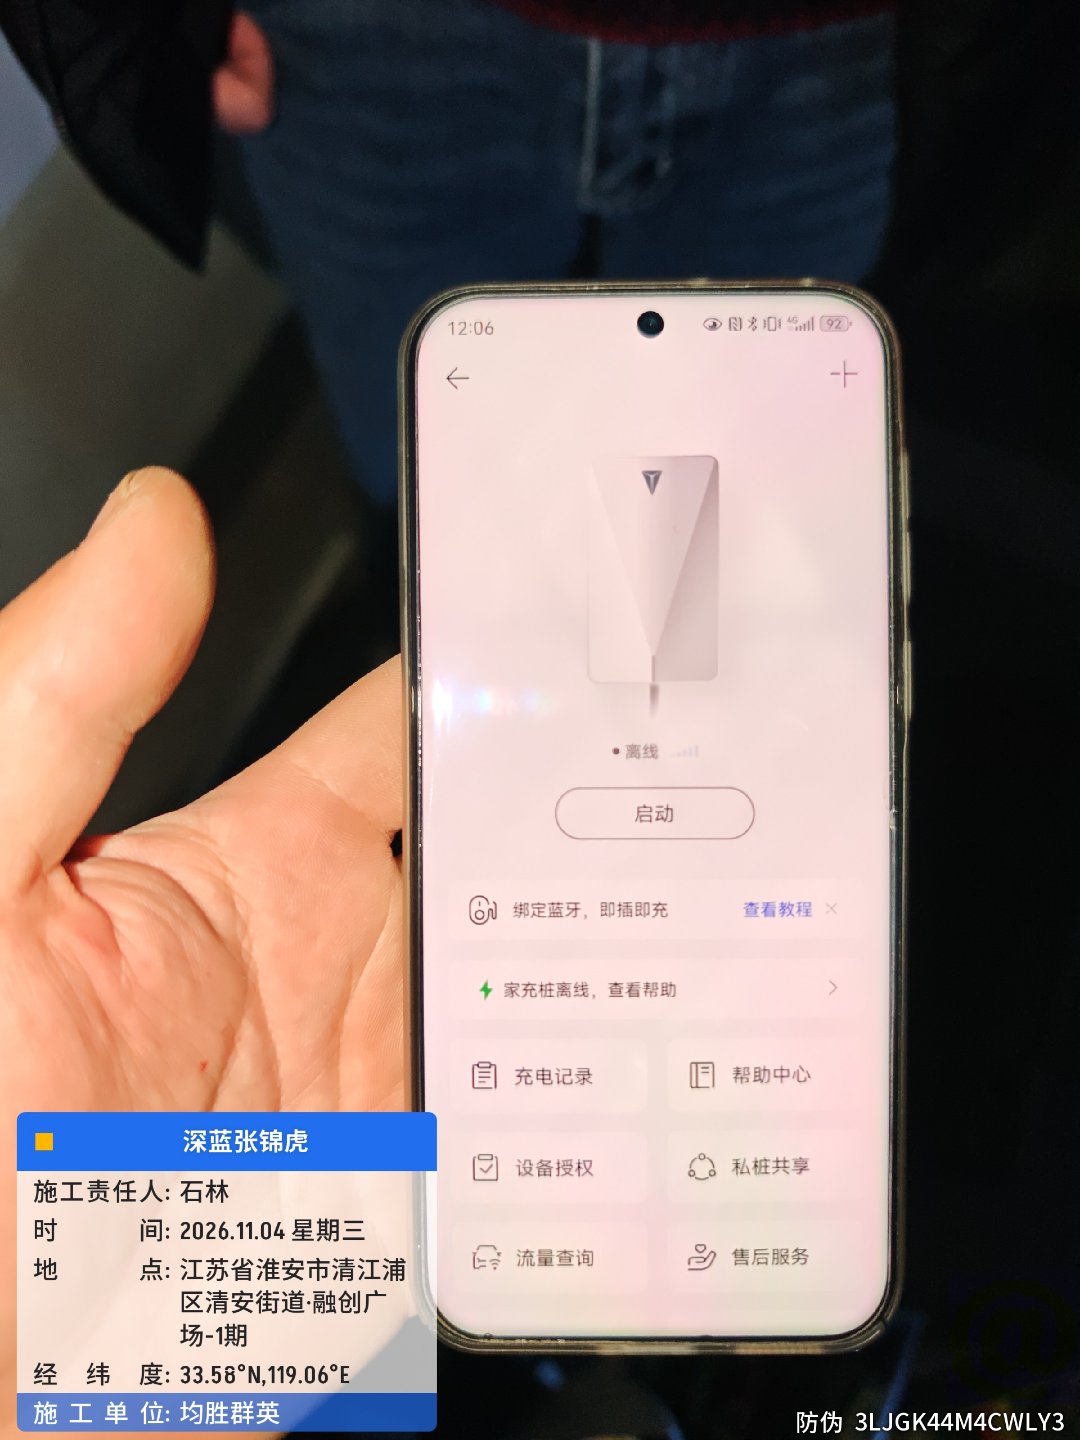 12:06
4G
92
离线
启动
绑定蓝牙，即插即充 查看教程
家充桩离线，查看帮助
充电记录 帮助中心
设备授权 私桩共享
流量查询 售后服务
深蓝张锦虎
施工责任人: 石林
时间: 2026.11.04 星期三
地点: 江苏省淮安市清江浦
区清安街道·融创广
场-1期
经纬度: 33.58°N,119.06°E
施工单位: 均胜群英
防伪 3LJGK44M4CWLY3